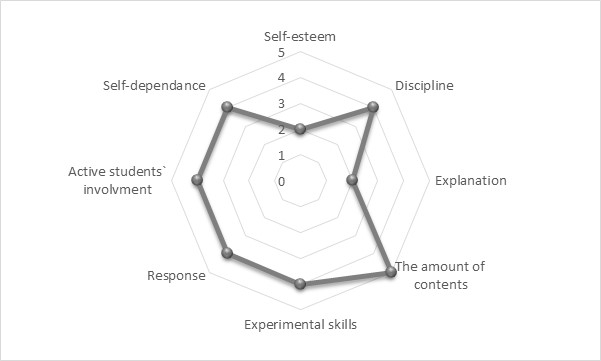 Self-esteem
5
4
3
2
1
0
Discipline
Explanation
The amount of
contents
Experimental skills
Response
Active students`
involvment
Self-dependance